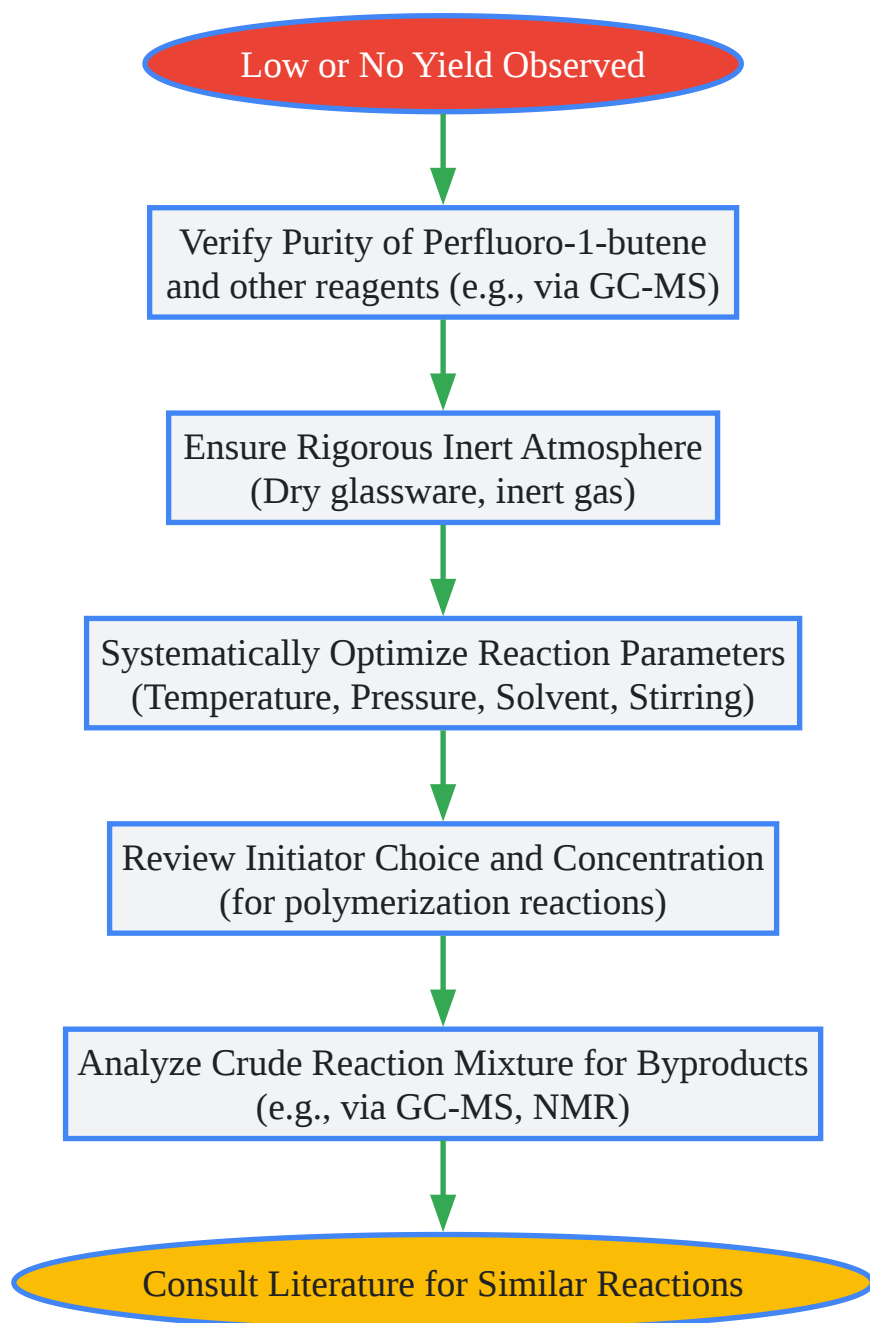 Low or No Yield Observed
Verify Purity of Perfluoro-1-butene
and other reagents (e.g., via GC-MS)
Ensure Rigorous Inert Atmosphere
(Dry glassware, inert gas)
Systematically Optimize Reaction Parameters
(Temperature, Pressure, Solvent, Stirring)
Review Initiator Choice and Concentration
(for polymerization reactions)
Analyze Crude Reaction Mixture for Byproducts
(e.g., via GC-MS, NMR)
Consult Literature for Similar Reactions